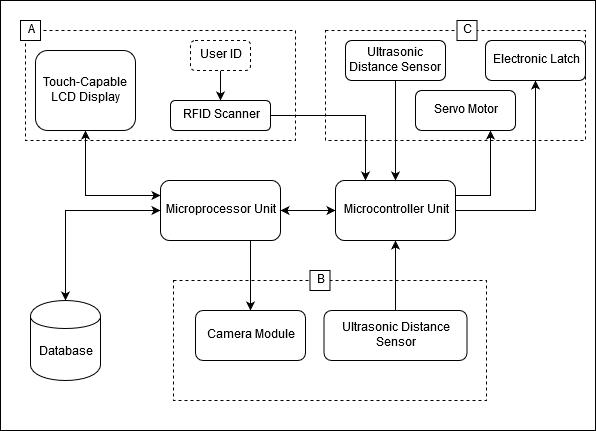 A
User ID
Touch-Capable
LCD Display
RFID Scanner
C
Ultrasonic
Distance Sensor
Electronic Latch
Servo Motor
Microprocessor Unit
Microcontroller Unit
B
Camera Module
Ultrasonic Distance
Sensor
Database